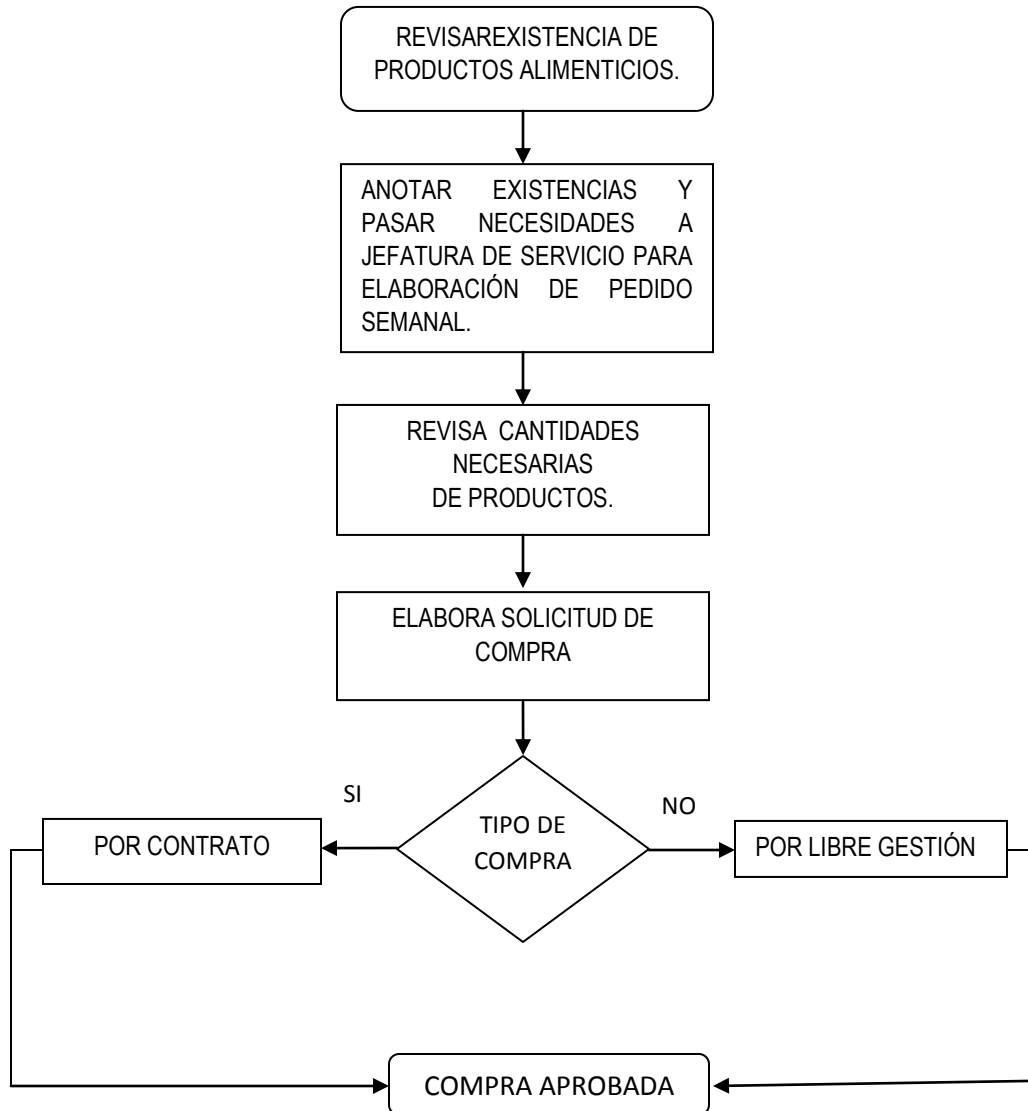 REVISAREXISTENCIA DE
PRODUCTOS ALIMENTICIOS.
ANOTAR EXISTENCIAS Y
PASAR NECESIDADES A
JEFATURA DE SERVICIO PARA
ELABORACIÓN DE PEDIDO
SEMANAL.
REVISA CANTIDADES
NECESARIAS
DE PRODUCTOS.
ELABORA SOLICITUD DE
COMPRA
SI
NO
POR CONTRATO
TIPO DE
COMPRA
POR LIBRE GESTIÓN
COMPRA APROBADA